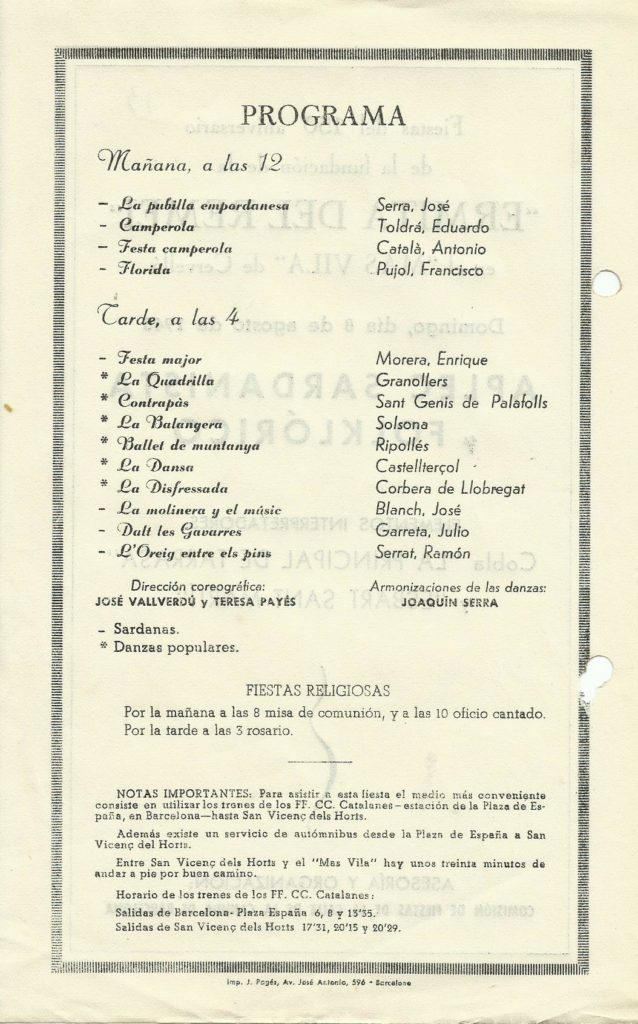 PROGRAMA
Mañana, a las 12
- La pubilla empordanesa Serra, José
- Camperola Toldrá, Eduardo
- Festa camperola Català, Antonio
- Florida Pujol, Francisco
Tarde, a las 4
- Festa major Morera, Enrique
* La Quadrilla Granollers
* Contrapàs Sant Genís de Palafolls
* La Balangera Solsona
* Ballet de muntanya Ripollés
* La Dansa Castellterçol
* La Disfressada Corbera de Llobregat
- La molinera y el músic Blanch, José
- Dalt les Gavarres Garreta, Julio
- L'Oreig entre els pins Serrat, Ramón
Dirección coreográfica: Armonizaciones de las danzas:
JOSÉ VALLVERDÚ y TERESA PAYÉS JOAQUÍN SERRA
- Sardanas.
* Danzas populares.
FIESTAS RELIGIOSAS
Por la mañana a las 8 misa de comunión, y a las 10 oficio cantado.
Por la tarde a las 3 rosario.
NOTAS IMPORTANTES: Para asistir a esta fiesta el medio más conveniente
consiste en utilizar los trenes de los FF. CC. Catalanes—estación de la Plaza de Es-
paña, en Barcelona—hasta San Vicenç dels Horts.
Además existe un servicio de autómnibus desde la Plaza de España a San
Vicenç del Horts.
Entre San Vicenç dels Horts y el "Mas Vila" hay unos treinta minutos de
andar a pie por buen camino.
Horario de los trenes de los FF. CC. Catalanes:
Salidas de Barcelona-Plaza España 6, 8 y 13'35.
Salidas de San Vicenç dels Horts 17'31, 20'15 y 20'29.
Imp. J. Pagés, Av. José Antonio, 596 - Barcelona